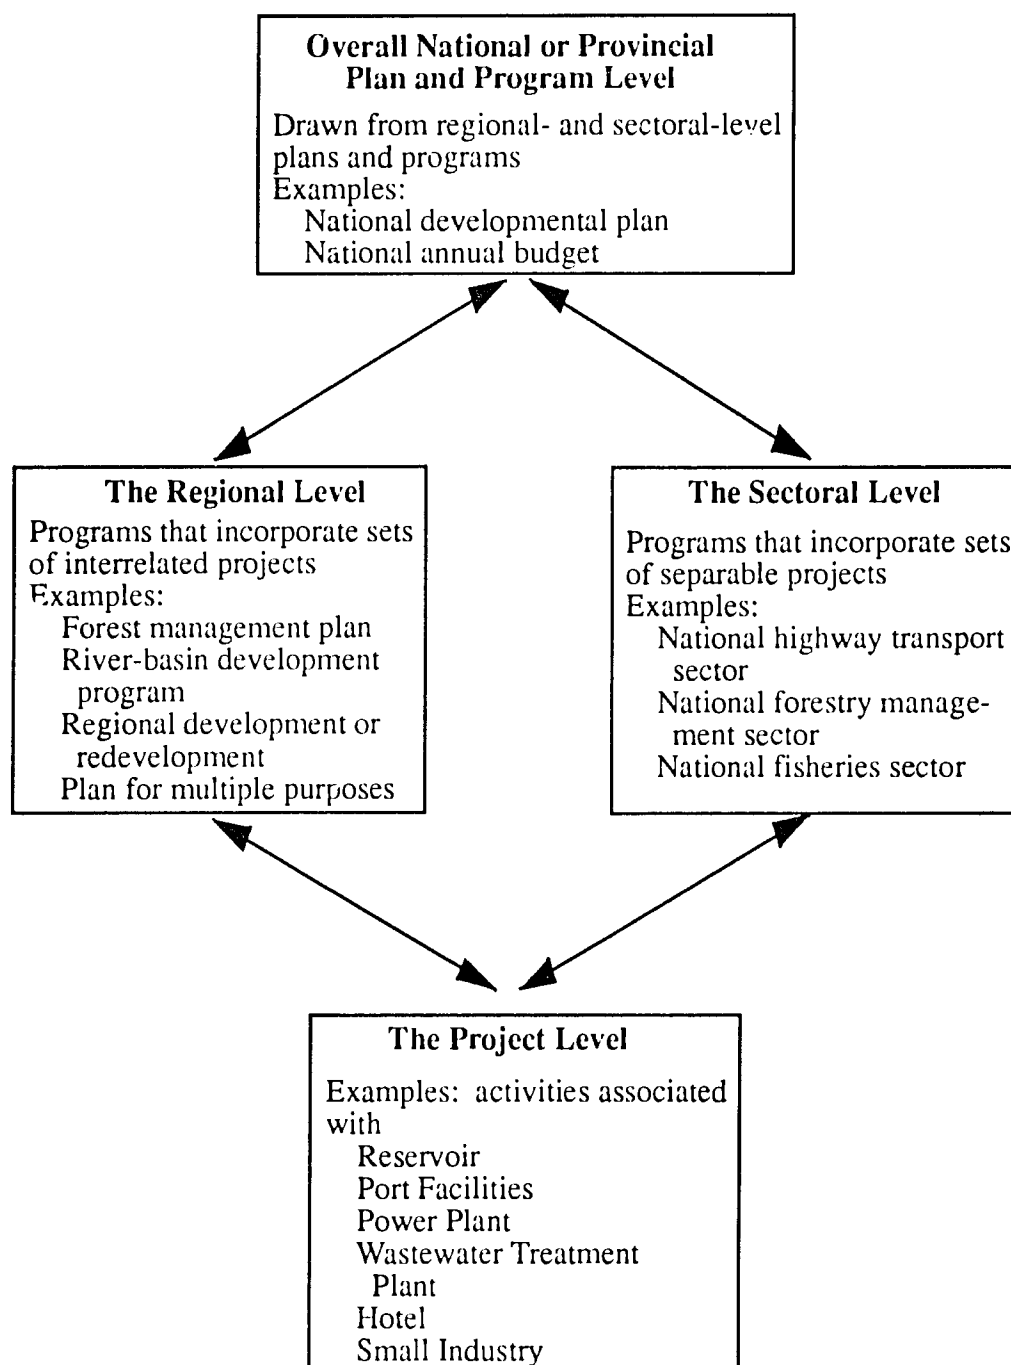 Overall National or Provincial
Plan and Program Level
Drawn from regional- and sectoral-level
plans and programs
Examples:
National developmental plan
National annual budget
The Regional Level
Programs that incorporate sets
of interrelated projects
Examples:
Forest management plan
River-basin development
program
Regional development or
redevelopment
Plan for multiple purposes
The Sectoral Level
Programs that incorporate sets
of separable projects
Examples:
National highway transport
sector
National forestry manage-
ment sector
National fisheries sector
The Project Level
Examples: activities associated
with
Reservoir
Port Facilities
Power Plant
Wastewater Treatment
Plant
Hotel
Small Industry